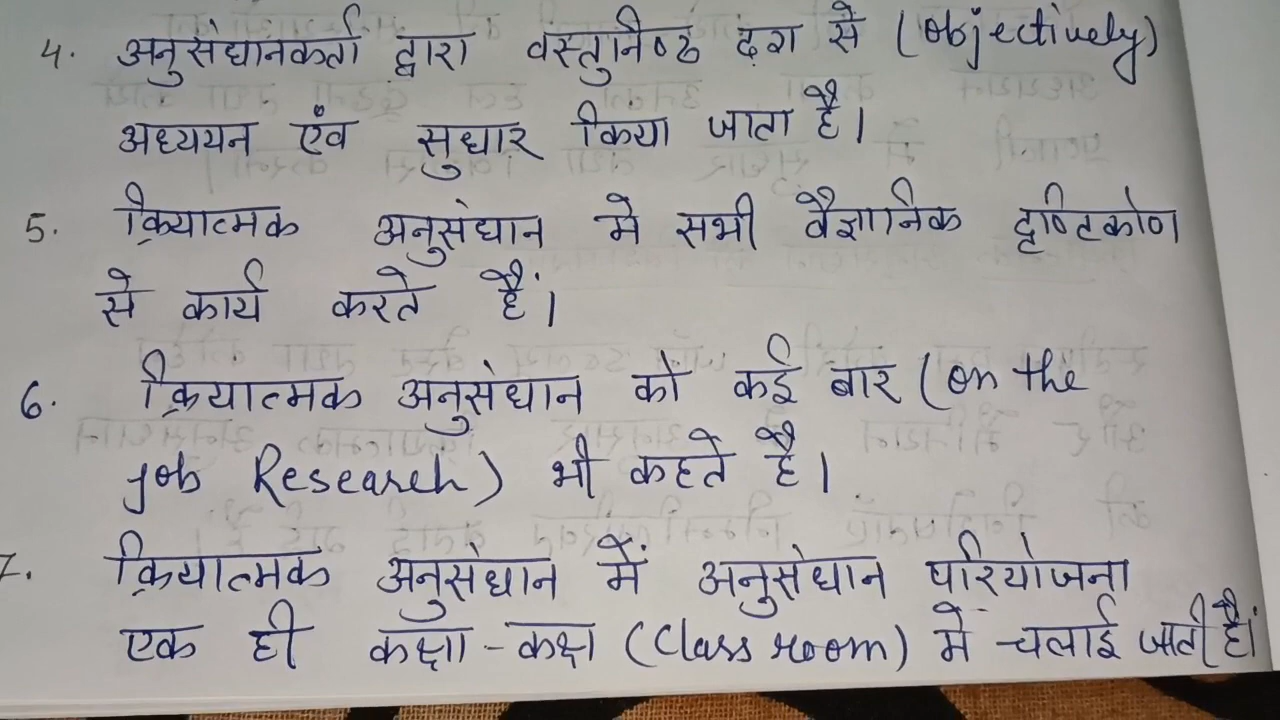 4. अनुसंधानकर्ता द्वारा वस्तुनिष्ठ ढंग से (objectively)
अध्ययन एंव सुधार किया जाता है।
5. क्रियात्मक अनुसंधान मे सभी वैज्ञानिक दृष्टिकोण
से कार्य करते हैं।
6. क्रियात्मक अनुसंधान को कई बार (on the
job Research) भी कहते है।
7. क्रियात्मक अनुसंधान में अनुसंधान परियोजना
एक ही कक्षा-कक्ष (Class room) मे चलाई जाती है।